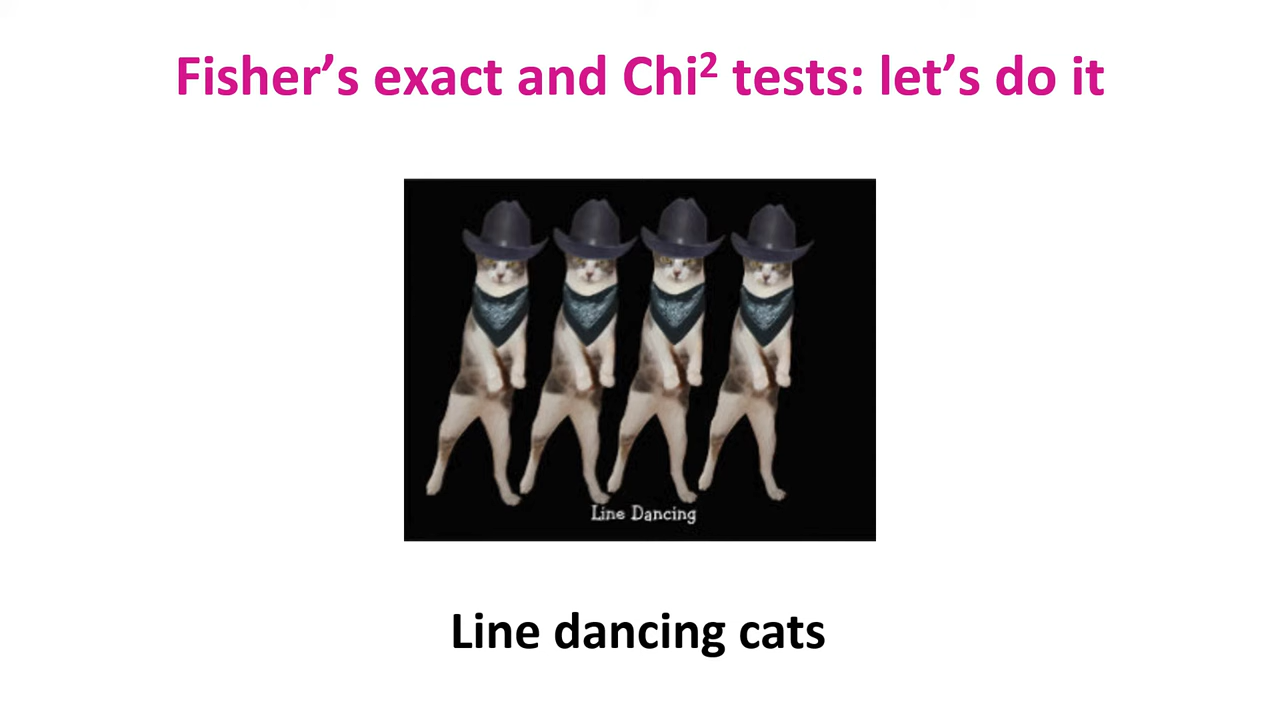 Fisher’s exact and Chi² tests: let’s do it
Line Dancing
Line dancing cats